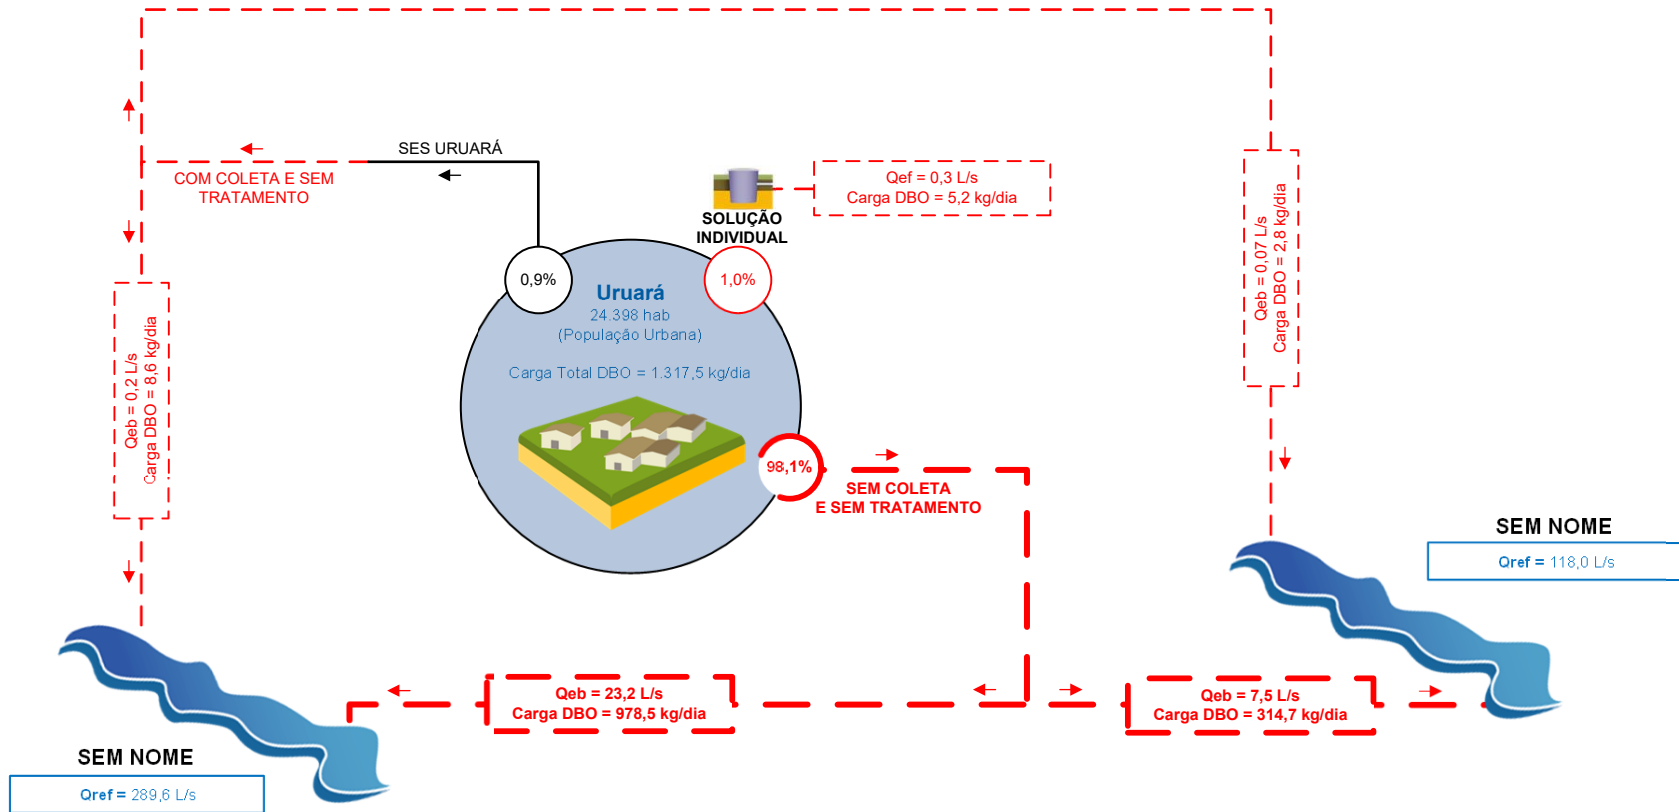 SES URUARÁ
COM COLETA E SEM
TRATAMENTO
SOLUÇÃO
INDIVIDUAL
Qef = 0,3 L/s
Carga DBO = 5,2 kg/dia
0,9%
1,0%
Uruará
24.398 hab
(População Urbana)
Carga Total DBO = 1.317,5 kg/dia
98,1%
SEM COLETA
E SEM TRATAMENTO
Qeb = 0,2 L/s
Carga DBO = 8,6 kg/dia
Qeb = 0,07 L/s
Carga DBO = 2,8 kg/dia
SEM NOME
Qref = 118,0 L/s
Qeb = 23,2 L/s
Carga DBO = 978,5 kg/dia
Qeb = 7,5 L/s
Carga DBO = 314,7 kg/dia
SEM NOME
Qref = 289,6 L/s